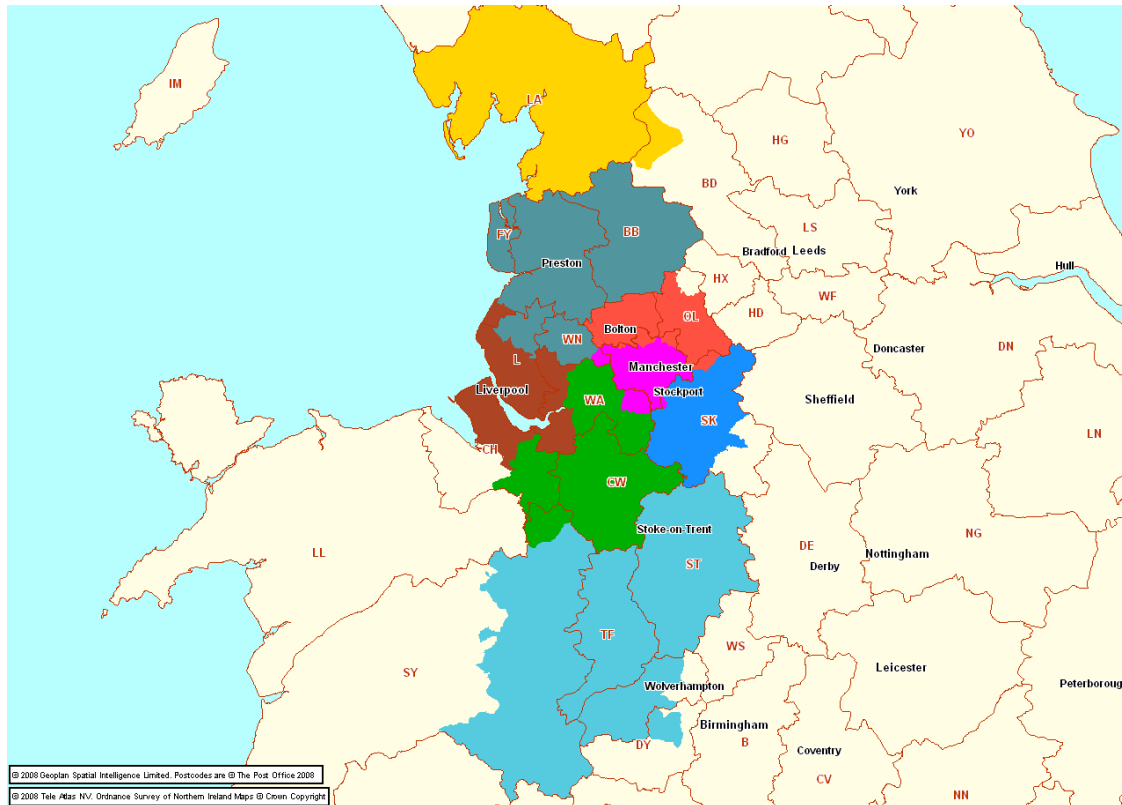 IM
LA
HG
YO
BD
York
FY
BB
LS
Bradford
Leeds
Preston
Hull
HX
WF
OL
HD
Bolton
WN
Doncaster
DN
L
Manchester
Liverpool
Stockport
WA
Sheffield
SK
LN
CH
CW
Stoke-on-Trent
NG
LL
DE
Nottingham
ST
Derby
TF
WS
SY
Leicester
Wolverhampton
Peterboroug
Birmingham
DY
B
Coventry
CV
NN
© 2008 Geoplan Spatial Intelligence Limited. Postcodes are © The Post Office 2008
© 2008 Tele Atlas NV. Ordnance Survey of Northern Ireland Maps © Crown Copyright